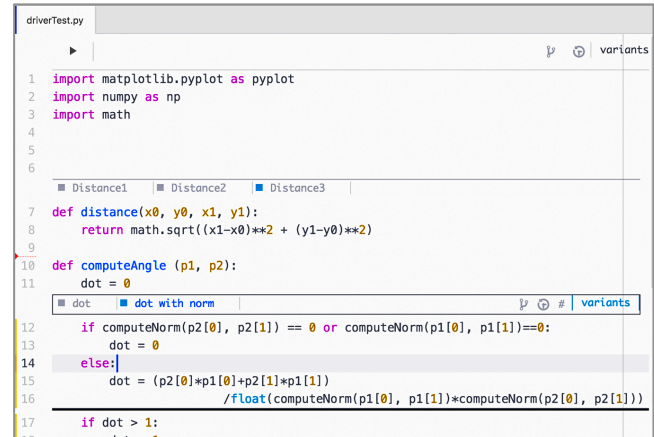 driverTest.py
variants
1 import matplotlib.pyplot as pyplot
2 import numpy as np
3 import math
4
5
6
Distance1 Distance2 Distance3
7 def distance(x0, y0, x1, y1):
8     return math.sqrt((x1-x0)**2 + (y1-y0)**2)
9
10 def computeAngle (p1, p2):
11     dot = 0
dot dot with norm # variants
12     if computeNorm(p2[0], p2[1]) == 0 or computeNorm(p1[0], p1[1])==0:
13         dot = 0
14     else:
15         dot = (p2[0]*p1[0]+p2[1]*p1[1])
16                         /float(computeNorm(p1[0], p1[1])*computeNorm(p2[0], p2[1]))
17     if dot > 1: